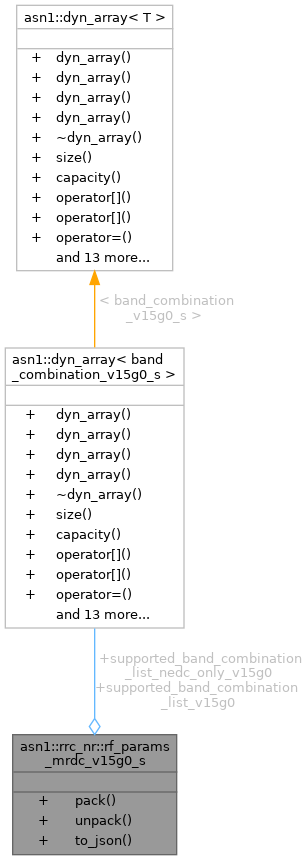 asn1::dyn_array< T >
+ dyn_array()
+ dyn_array()
+ dyn_array()
+ dyn_array()
+ ~dyn_array()
+ size()
+ capacity()
+ operator[]()
+ operator[]()
+ operator=()
and 13 more...
< band_combination
_v15g0_s >
asn1::dyn_array< band
_combination_v15g0_s >
+ dyn_array()
+ dyn_array()
+ dyn_array()
+ dyn_array()
+ ~dyn_array()
+ size()
+ capacity()
+ operator[]()
+ operator[]()
+ operator=()
and 13 more...
+supported_band_combination
_list_nedc_only_v15g0
+supported_band_combination
_list_v15g0
asn1::rrc_nr::rf_params
_mrdc_v15g0_s
+ pack()
+ unpack()
+ to_json()